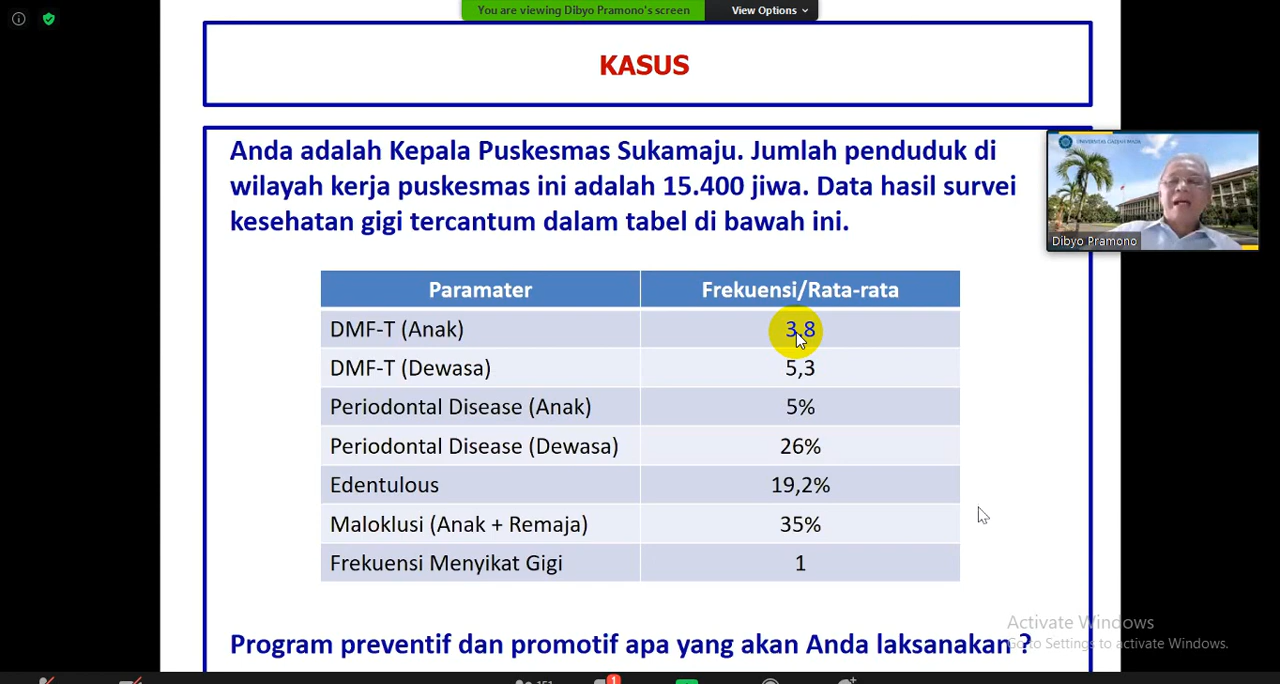 You are viewing Dibyo Pramono's screen
View Options
KASUS
Anda adalah Kepala Puskesmas Sukamaju. Jumlah penduduk di
wilayah kerja puskesmas ini adalah 15.400 jiwa. Data hasil survei
kesehatan gigi tercantum dalam tabel di bawah ini.
Dibyo Pramono
Paramater Frekuensi/Rata-rata
DMF-T (Anak) 3,8
DMF-T (Dewasa) 5,3
Periodontal Disease (Anak) 5%
Periodontal Disease (Dewasa) 26%
Edentulous 19,2%
Maloklusi (Anak + Remaja) 35%
Frekuensi Menyikat Gigi 1
Activate Windows
Go to Settings to activate Windows.
Program preventif dan promotif apa yang akan Anda laksanakan ?
1